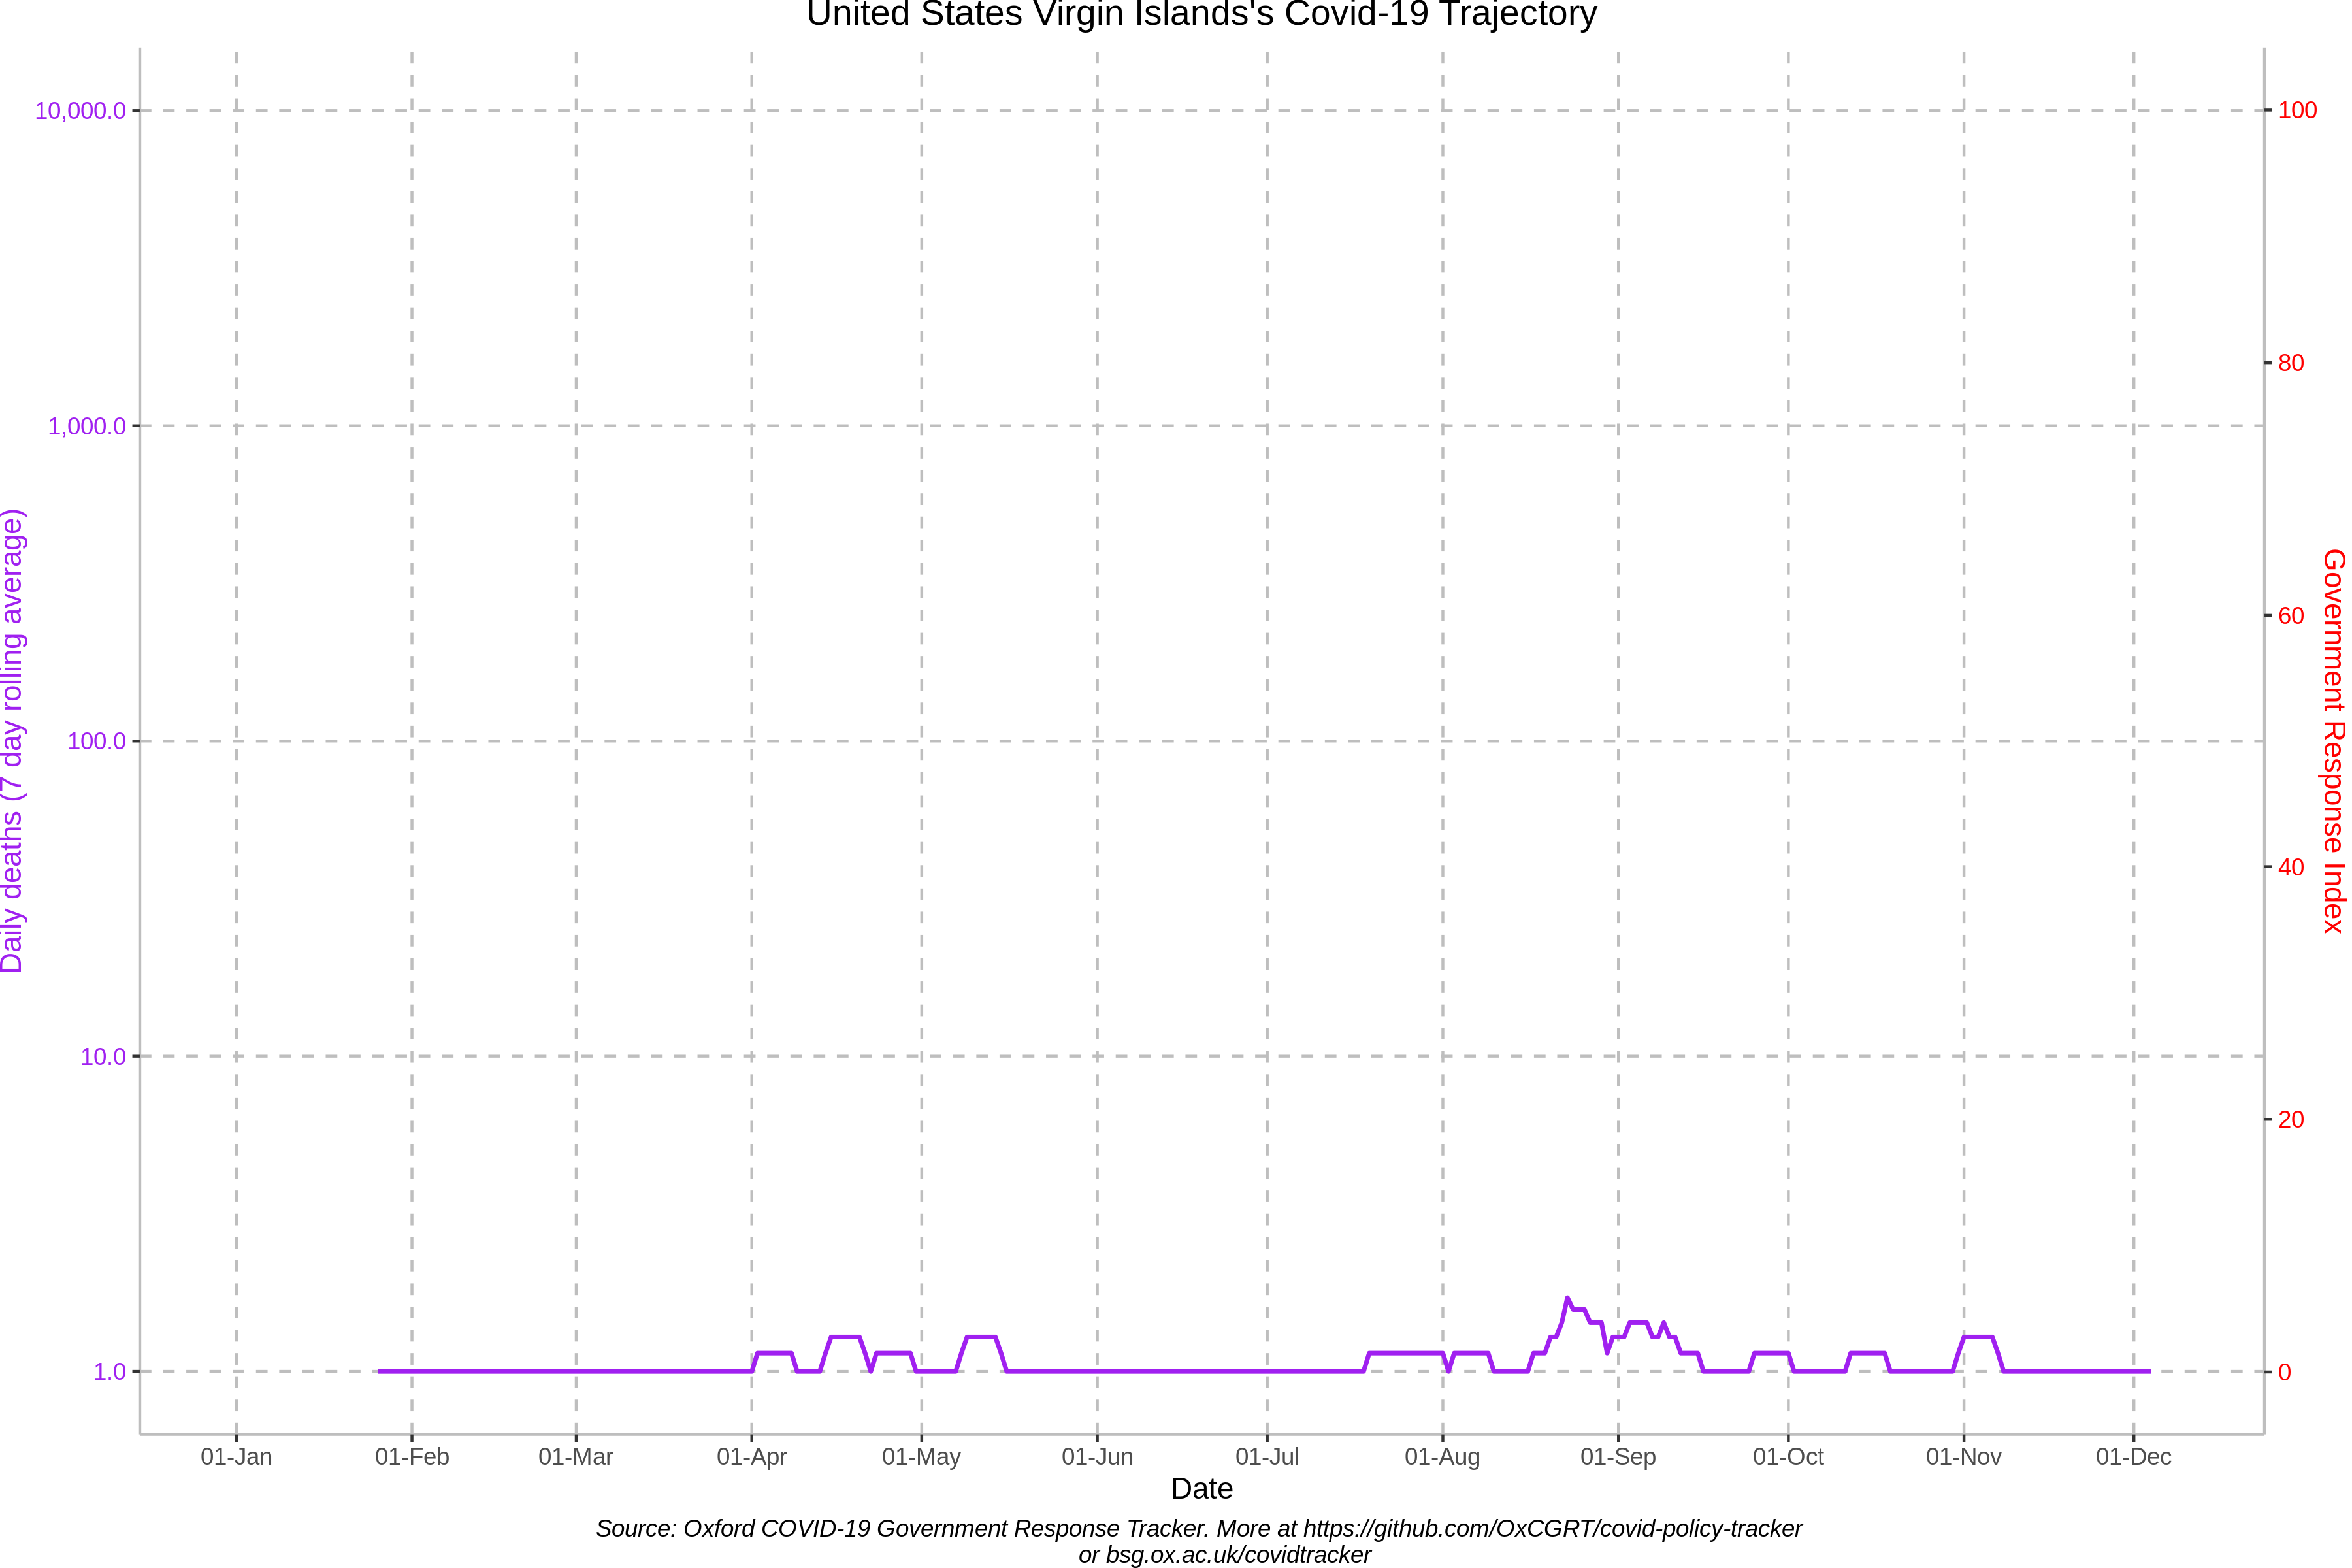 United States Virgin Islands's Covid-19 Trajectory
10,000.0
1,000.0
100.0
10.0
1.0
Daily deaths (7 day rolling average)
100
80
60
40
20
0
Government Response Index
01-Jan 01-Feb 01-Mar 01-Apr 01-May 01-Jun 01-Jul 01-Aug 01-Sep 01-Oct 01-Nov 01-Dec
Date
Source: Oxford COVID-19 Government Response Tracker. More at https://github.com/OxCGRT/covid-policy-tracker
or bsg.ox.ac.uk/covidtracker